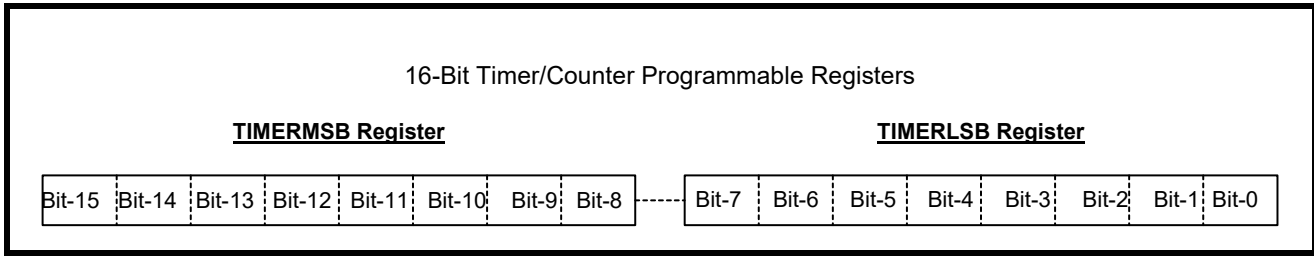 16-Bit Timer/Counter Programmable Registers
TIMERMSB Register TIMERLSB Register
Bit-15 Bit-14 Bit-13 Bit-12 Bit-11 Bit-10 Bit-9 Bit-8 Bit-7 Bit-6 Bit-5 Bit-4 Bit-3 Bit-2 Bit-1 Bit-0